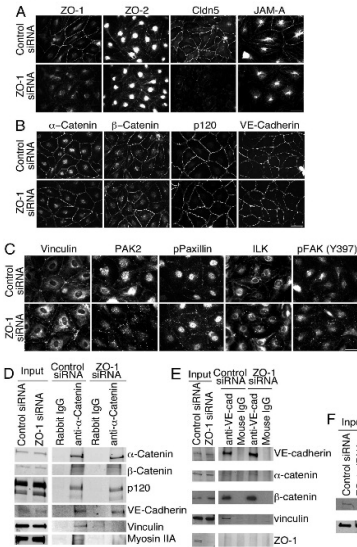 A
ZO-1 ZO-2 Cldn5 JAM-A
Control siRNA
ZO-1 siRNA
B
α-Catenin β-Catenin p120 VE-Cadherin
Control siRNA
ZO-1 siRNA
C
Vinculin PAK2 pPaxillin ILK pFAK (Y397)
Control siRNA
ZO-1 siRNA
D
Input Control siRNA ZO-1 siRNA
Control siRNA
ZO-1 siRNA
Rabbit IgG
anti-α-Catenin
Rabbit IgG
anti-α-Catenin
α-Catenin
β-Catenin
p120
VE-Cadherin
Vinculin
Myosin IIA
E
Input Control siRNA ZO-1 siRNA
Control siRNA
ZO-1 siRNA
anti-VE-cad
Mouse IgG
anti-VE-cad
Mouse IgG
VE-cadherin
α-catenin
β-catenin
vinculin
ZO-1
F
Control siRNA